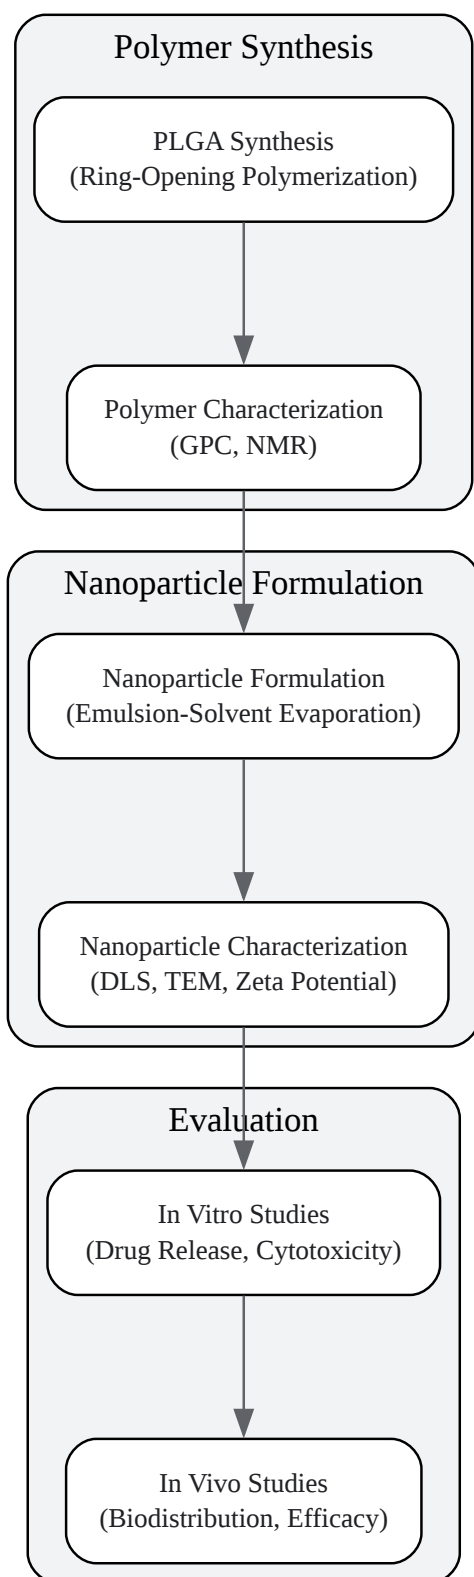 Polymer Synthesis
PLGA Synthesis
(Ring-Opening Polymerization)
Polymer Characterization
(GPC, NMR)
Nanoparticle Formulation
Nanoparticle Formulation
(Emulsion-Solvent Evaporation)
Nanoparticle Characterization
(DLS, TEM, Zeta Potential)
Evaluation
In Vitro Studies
(Drug Release, Cytotoxicity)
In Vivo Studies
(Biodistribution, Efficacy)